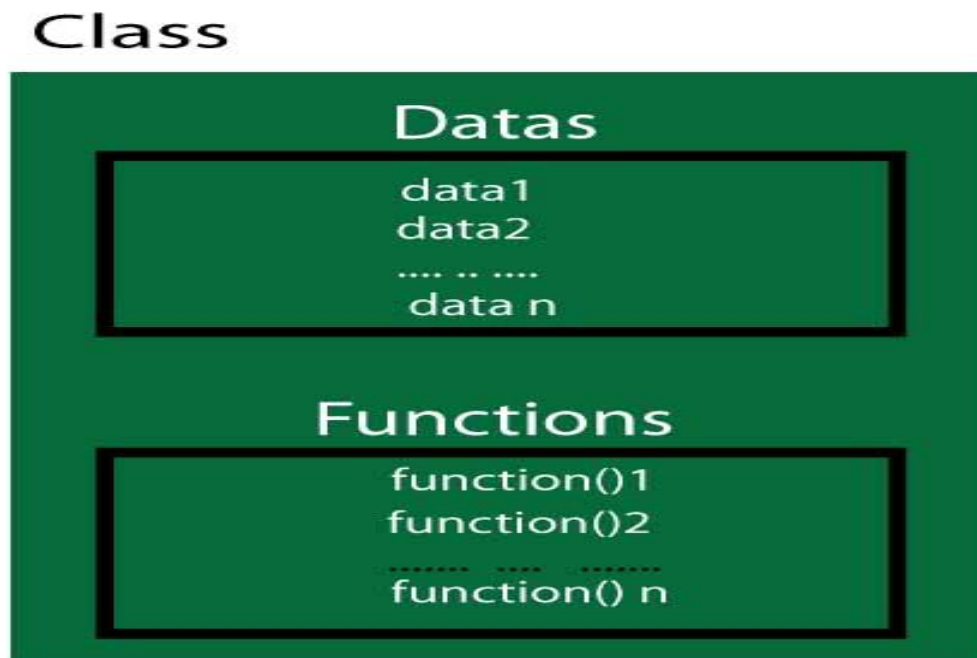 Class
Datas
data1
data2
.... .. ....
data n
Functions
function()1
function()2
....... .... .......
function() n